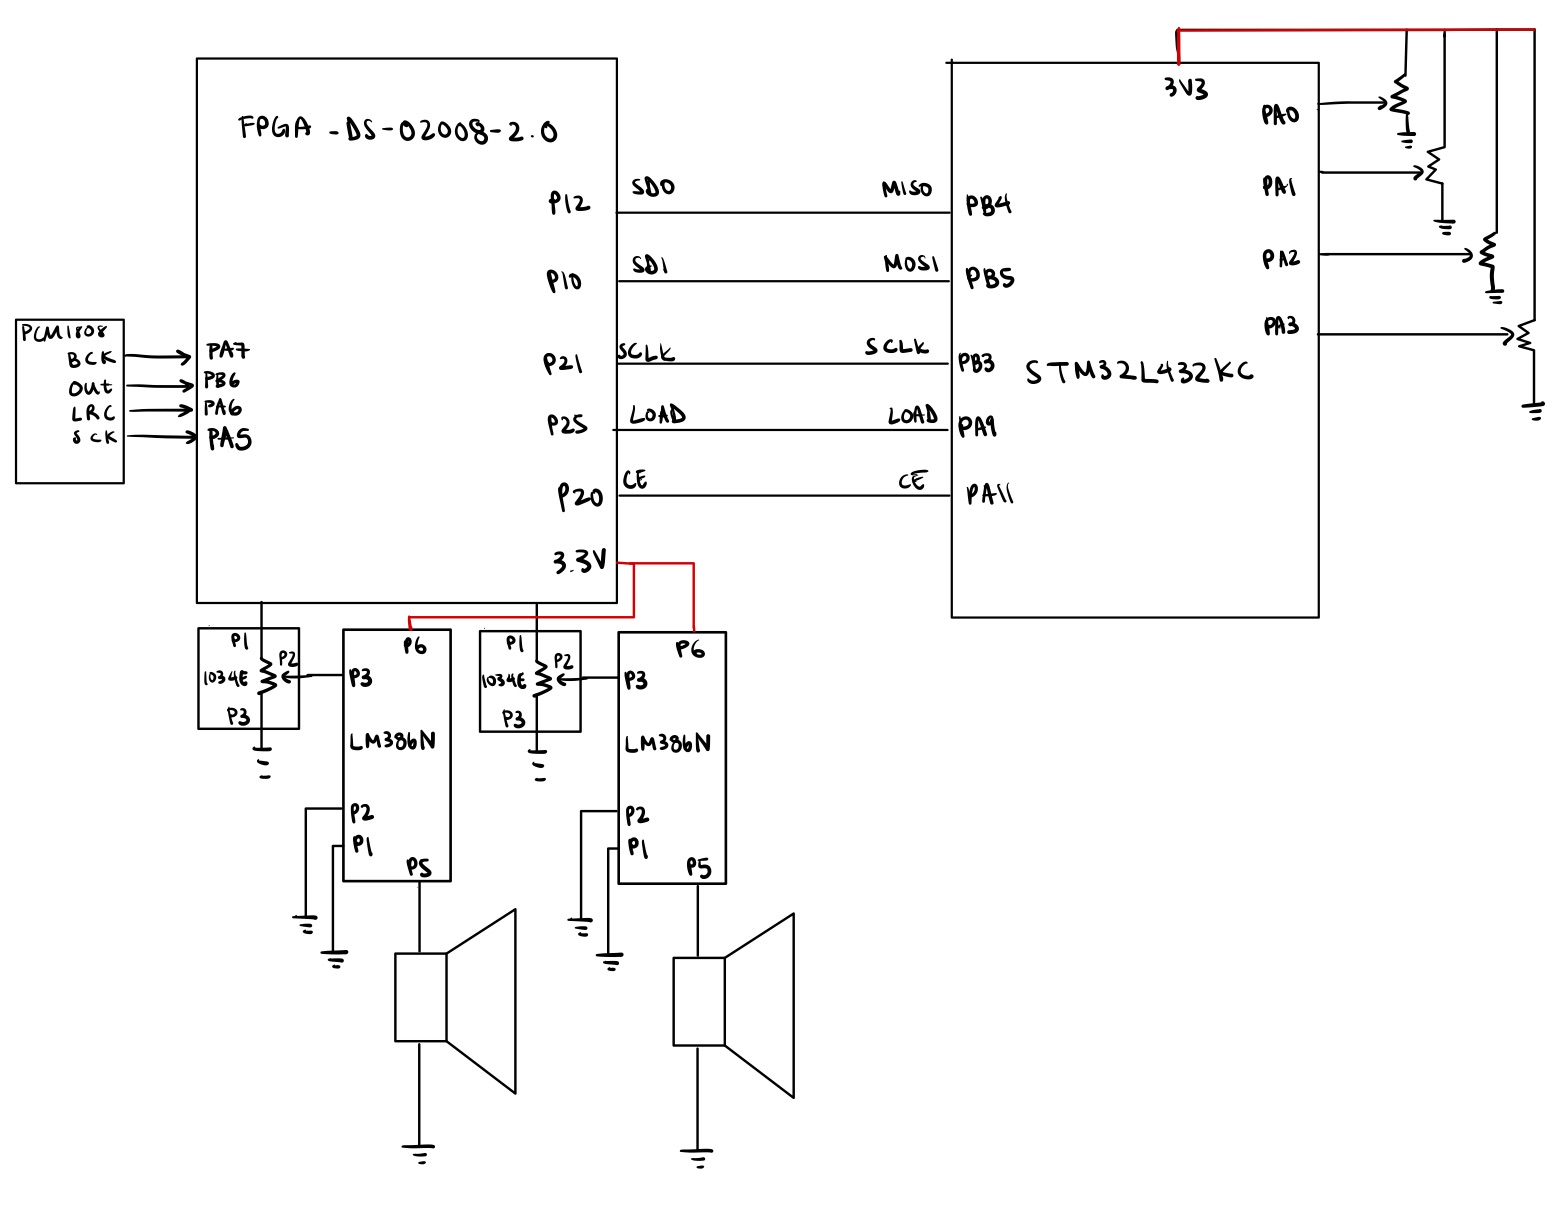 3V3
FPGA -DS-02008-2.0
PA0
PA1
PA2
PA3
P12
SDO
MISO
PB4
P10
SDI
MOSI
PB5
P21
SCLK
SCLK
PB3
STM32L432KC
P25
LOAD
LOAD
PA9
P20
CE
CE
PA11
3.3V
PCM1808
BCK
PA7
OUt
PB6
LRC
PA6
SCK
PA5
P1
P2
1034E
P3
P6
P3
LM386N
P2
P1
P5
P1
P2
1034E
P3
P6
P3
LM386N
P2
P1
P5